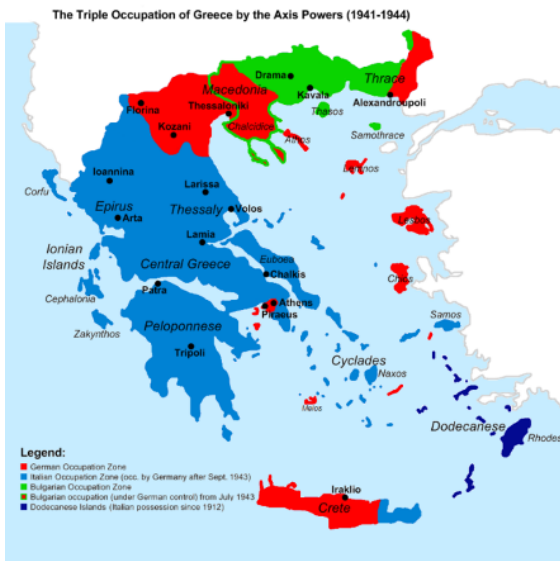 The Triple Occupation of Greece by the Axis Powers (1941-1944)
Drama
Thrace
Macedonia
Kavala
Alexandroupoli
Florina
Thessaloniki
Thasos
Chalcidice
Samothrace
Kozani
Athos
Lemnos
Ioannina
Corfu
Larissa
Epirus
Thessaly
Volos
Arta
Lesbos
Lamia
Ionian
Islands
Central Greece
Euboea
Chalkis
Chios
Cephalonia
Patra
Athens
Piraeus
Samos
Zakynthos
Peloponnese
Tripoli
Cyclades
Naxos
Melos
Dodecanese
Rhodes
Legend:
German Occupation Zone
Italian Occupation Zone (occ. by Germany after Sept. 1943)
Bulgarian Occupation Zone
Bulgarian occupation (under German control) from July 1943
Dodecanese Islands (Italian possession since 1912)
Iraklio
Crete